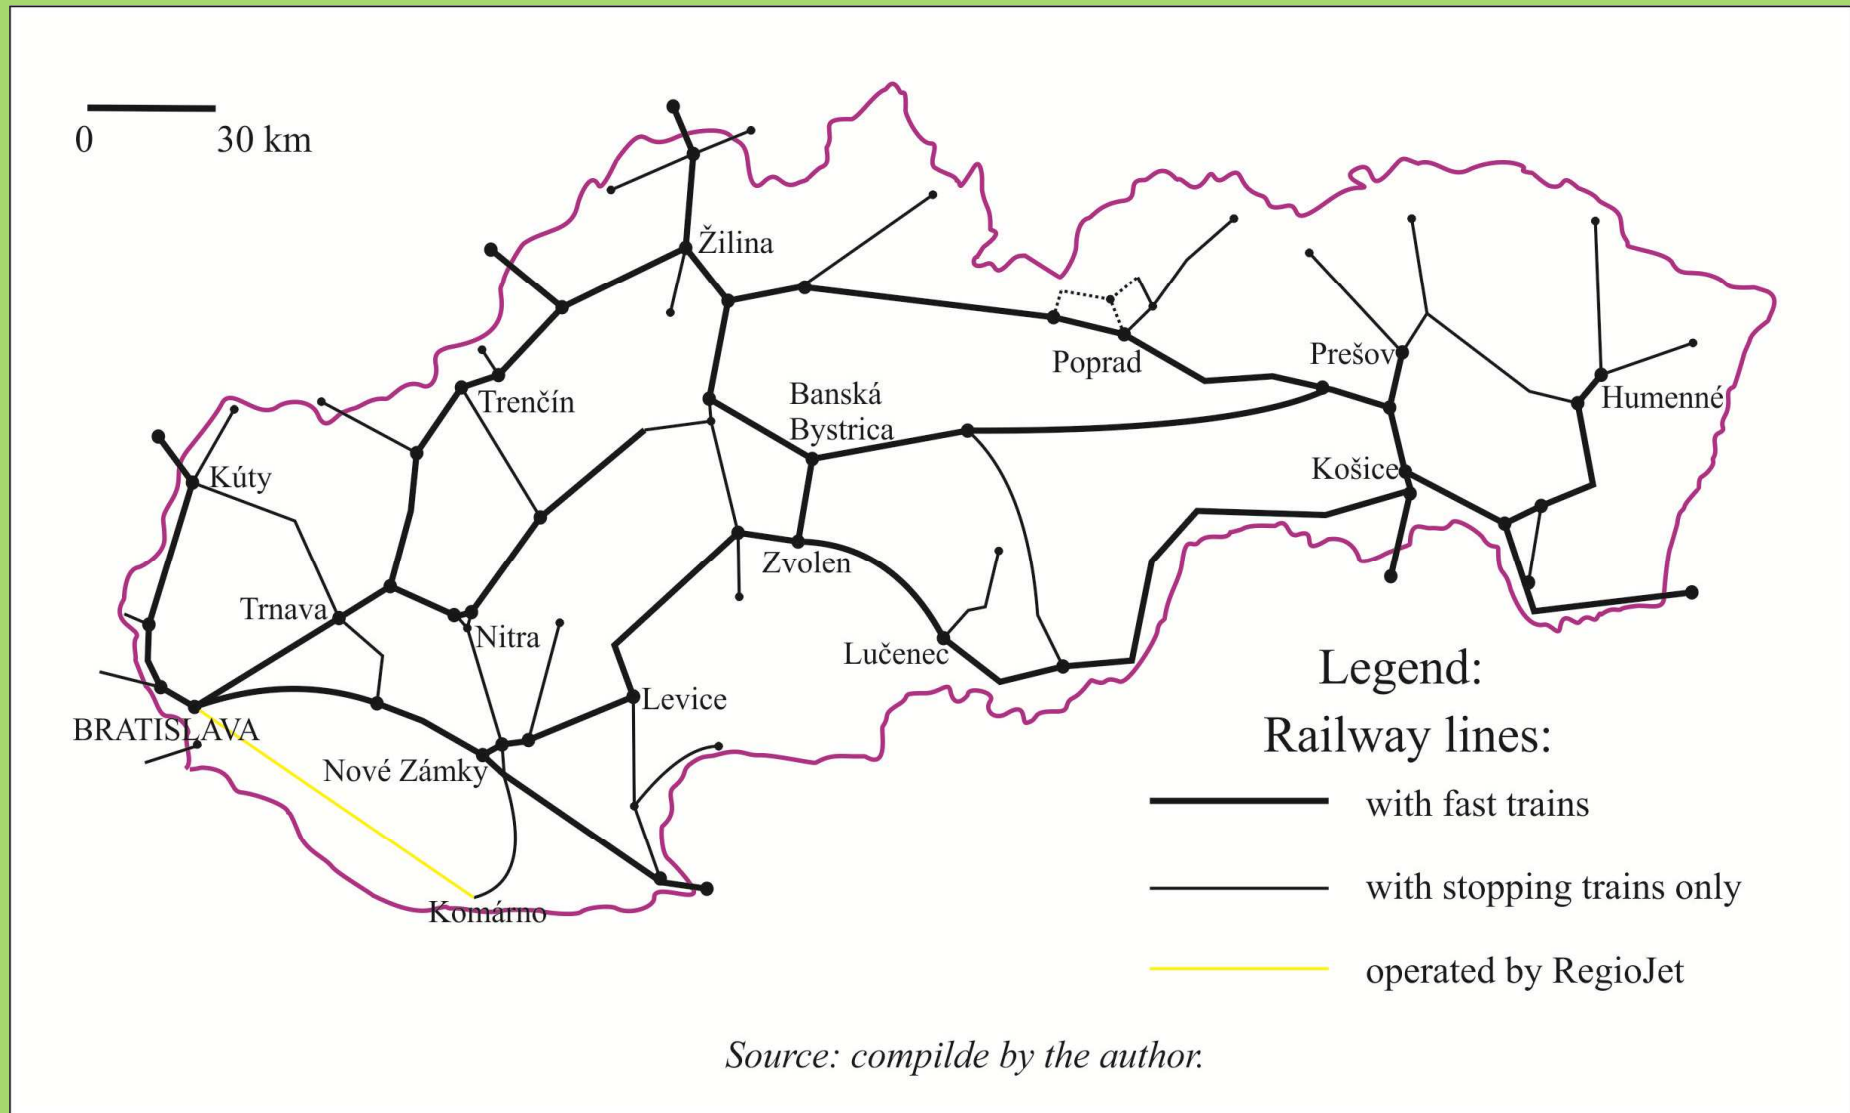 0 30 km
Žilina
Poprad
Prešov
Trenčín
Banská
Bystrica
Humenné
Kúty
Košice
Zvolen
Trnava
Nitra
Lučenec
Levice
BRATISLAVA
Nové Zámky
Komárno
Legend:
Railway lines:
with fast trains
with stopping trains only
operated by RegioJet
Source: compilde by the author.